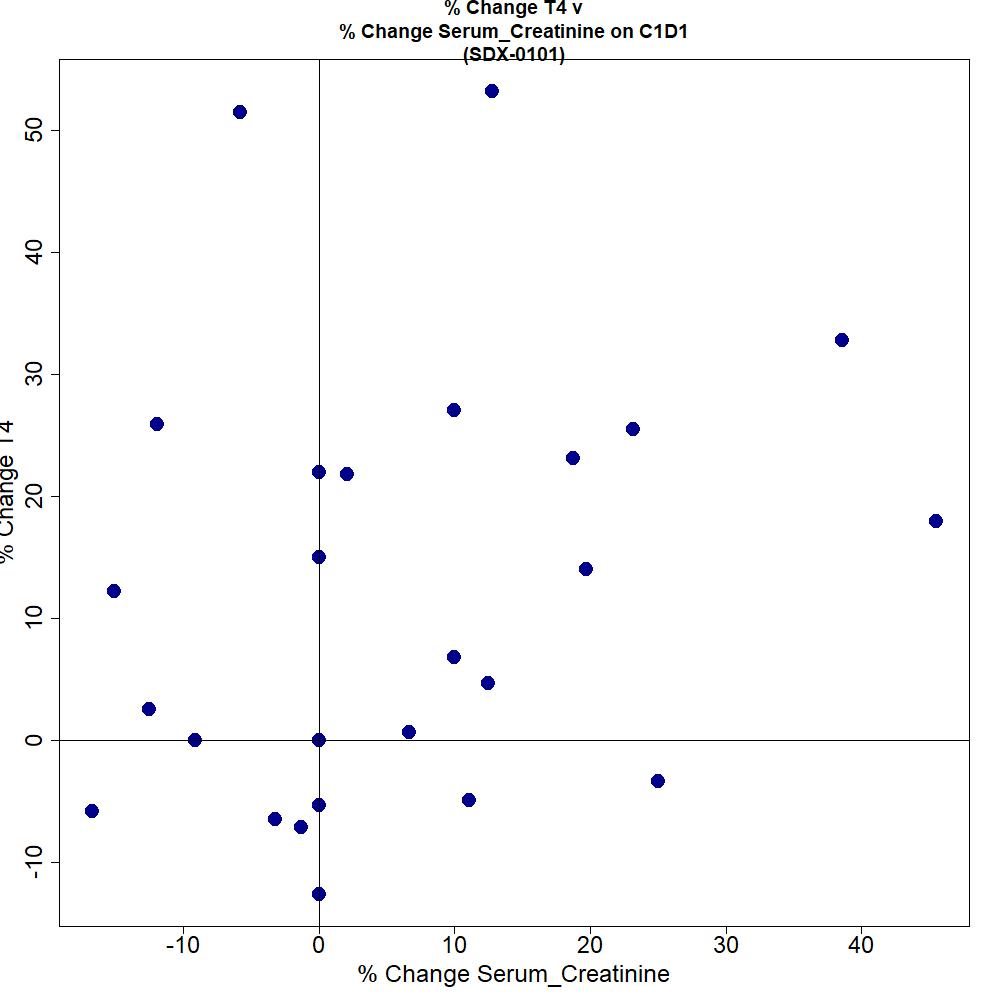 % Change T4 v
% Change Serum_Creatinine on C1D1
(SDX-0101)
% Change T4
50
40
30
20
10
0
-10
-10 0 10 20 30 40
% Change Serum_Creatinine